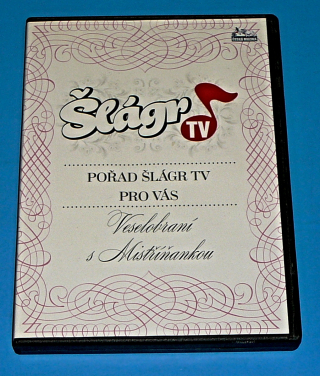 Šlágr TV
POŘAD ŠLÁGR TV
PRO VÁS
Veselobraní
s Mistříňankou